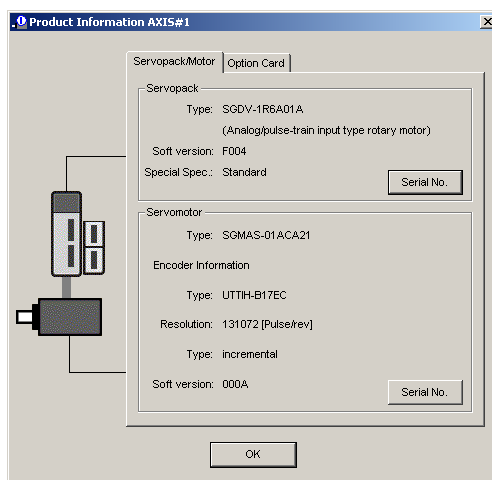 Product Information AXIS#1
Servopack/Motor
Option Card
Servopack
Type: SGDV-1R6A01A
(Analog/pulse-train input type rotary motor)
Soft version: F004
Special Spec.: Standard
Serial No.
Servomotor
Type: SGMAS-01ACA21
Encoder Information
Type: UTTIH-B17EC
Resolution: 131072 [Pulse/rev]
Type: incremental
Soft version: 000A
Serial No.
OK